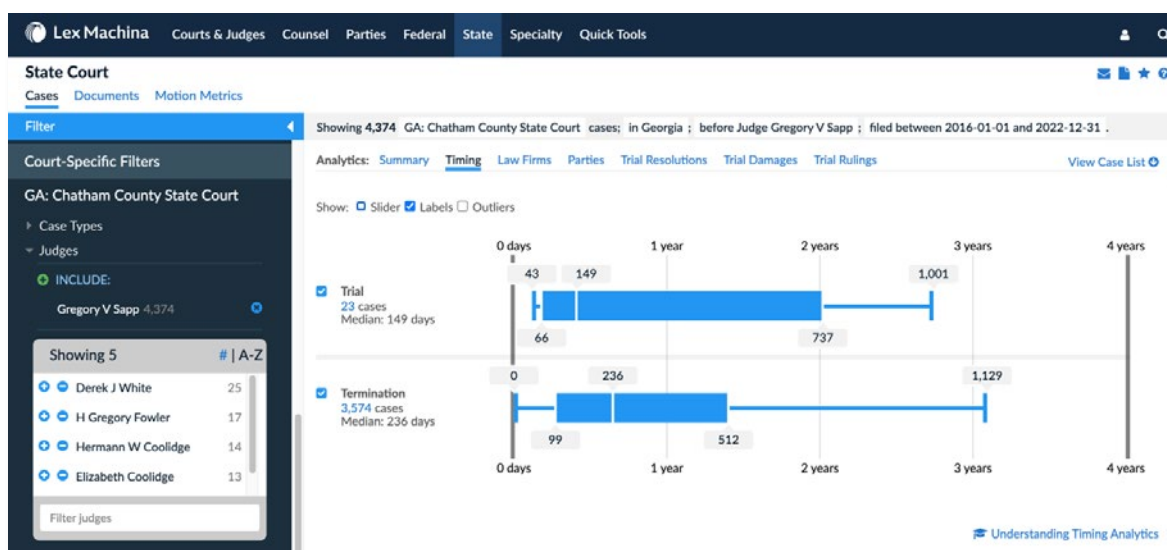 Lex Machina Courts & Judges Counsel Parties Federal State Specialty Quick Tools
State Court
Cases Documents Motion Metrics
Filter
Court-Specific Filters
GA: Chatham County State Court
Case Types
Judges
INCLUDE:
Gregory V Sapp 4,374
Showing 5 # | A-Z
Derek J White 25
H Gregory Fowler 17
Hermann W Coolidge 14
Elizabeth Coolidge 13
Filter judges
Showing 4,374 GA: Chatham County State Court cases; in Georgia ; before Judge Gregory V Sapp ; filed between 2016-01-01 and 2022-12-31 .
Analytics: Summary Timing Law Firms Parties Trial Resolutions Trial Damages Trial Rulings View Case List
Show: Slider Labels Outliers
0 days 1 year 2 years 3 years 4 years
43 149 1,001
Trial
23 cases
Median: 149 days
66 737
0 236 1,129
Termination
3,574 cases
Median: 236 days
99 512
0 days 1 year 2 years 3 years 4 years
Understanding Timing Analytics